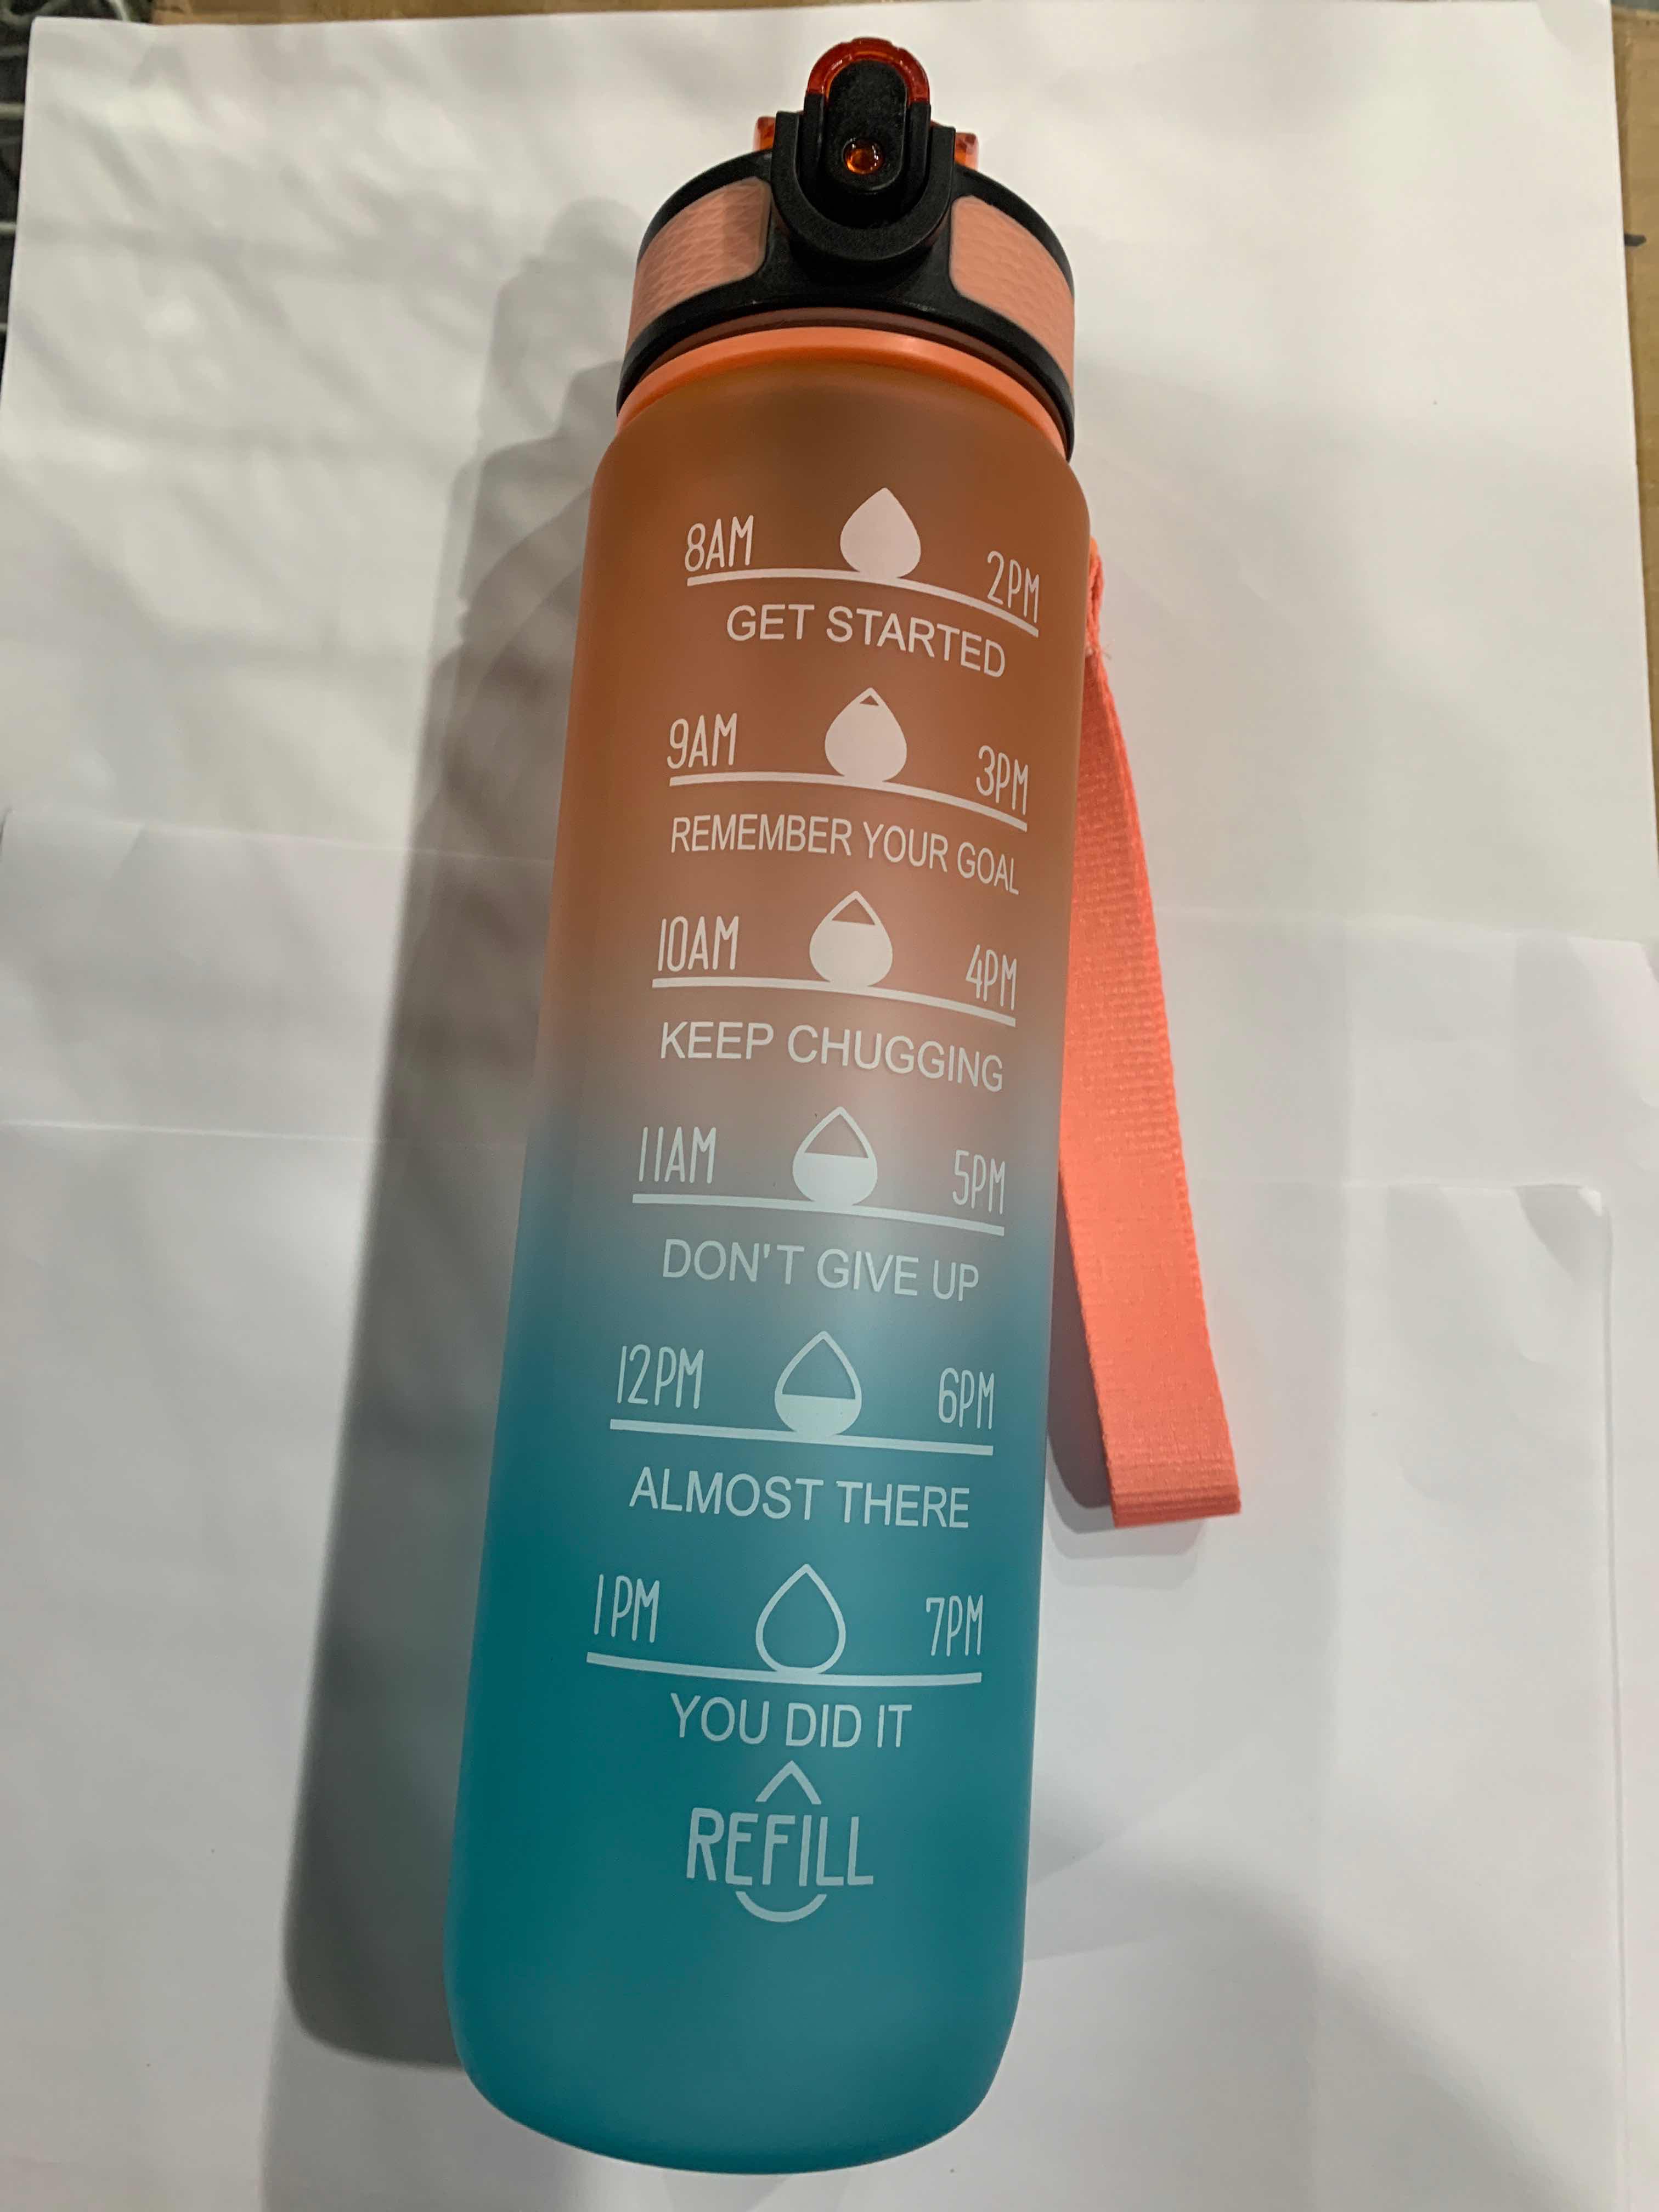 8AM 2PM
GET STARTED
9AM 3PM
REMEMBER YOUR GOAL
10AM 4PM
KEEP CHUGGING
11AM 5PM
DON'T GIVE UP
12PM 6PM
ALMOST THERE
1PM 7PM
YOU DID IT
REFILL